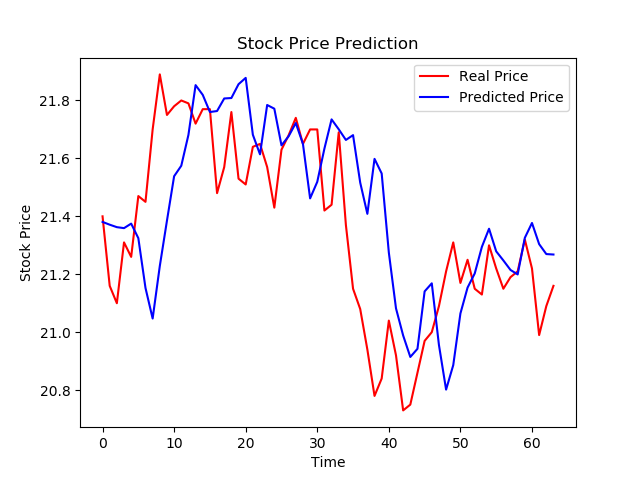 Stock Price Prediction
Real Price
Predicted Price
21.8
21.6
21.4
21.2
21.0
20.8
Stock Price
0 10 20 30 40 50 60
Time